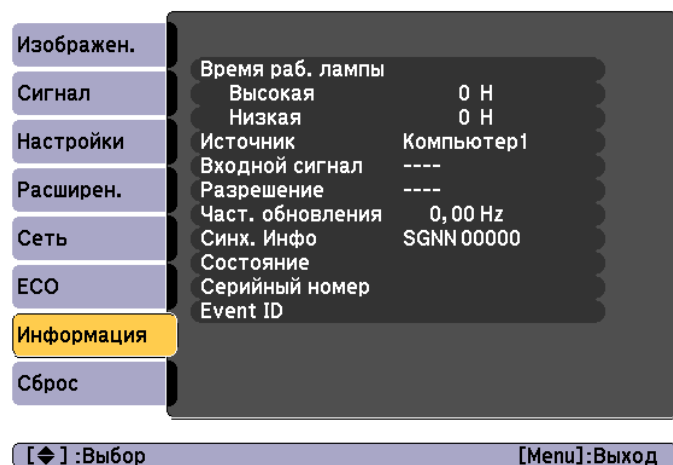 Изображен.
Сигнал
Настройки
Расширен.
Сеть
ECO
Информация
Сброс
Время раб. лампы
Высокая 0 H
Низкая 0 H
Источник Компьютер1
Входной сигнал ----
Разрешение ----
Част. обновления 0,00 Hz
Синх. Инфо SGNN 00000
Состояние
Серийный номер
Event ID
[◆] :Выбор [Menu]:Выход